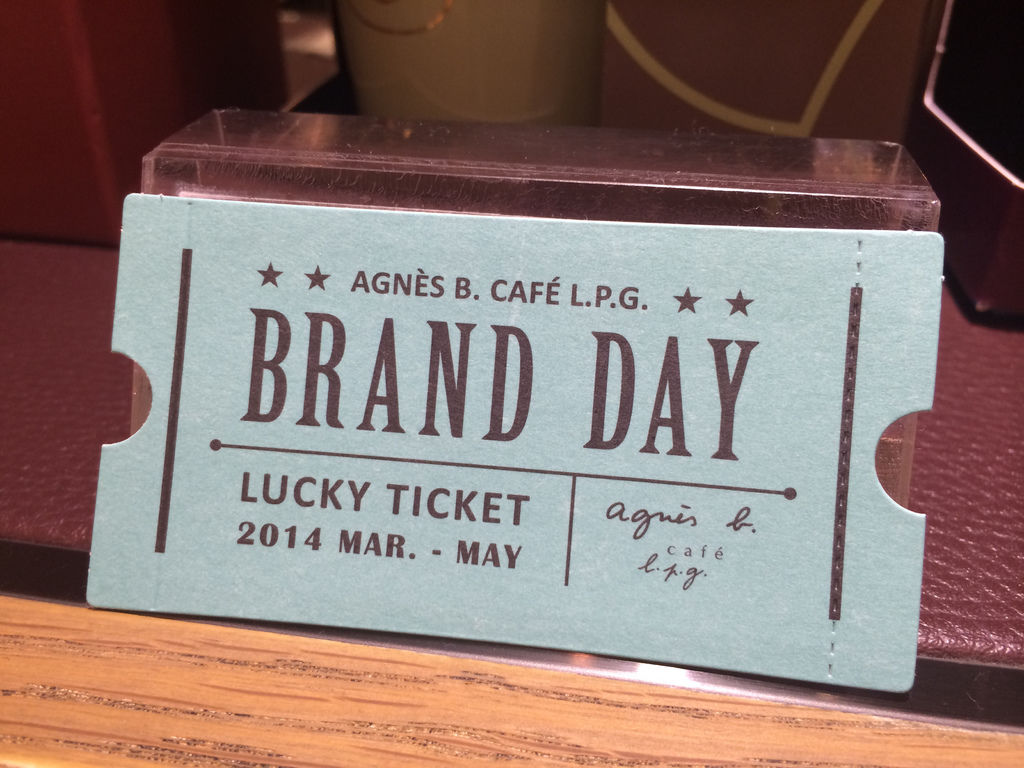 AGNÈS B. CAFÉ L.P.G.
BRAND DAY
LUCKY TICKET
2014 MAR. - MAY
agnès b.
café
l.p.g.